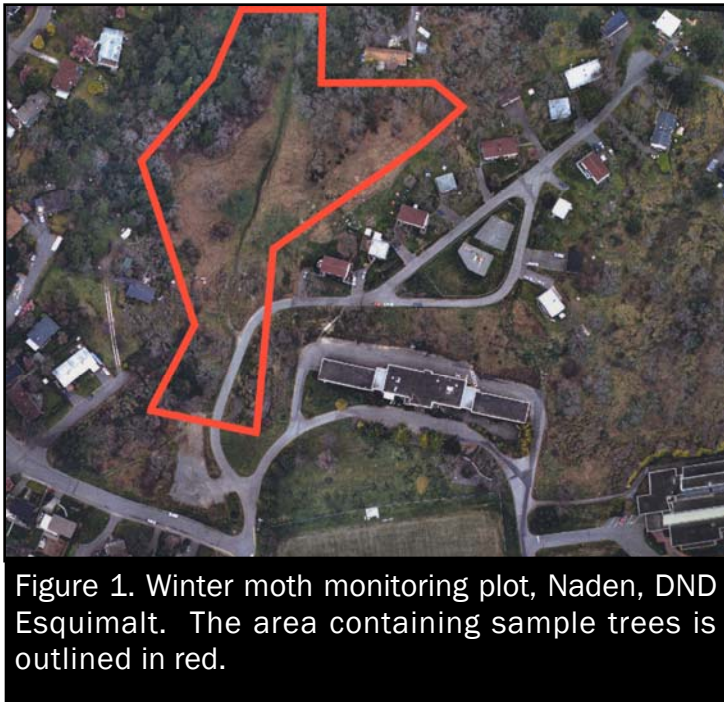 Figure 1. Winter moth monitoring plot, Naden, DND
Esquimalt. The area containing sample trees is
outlined in red.